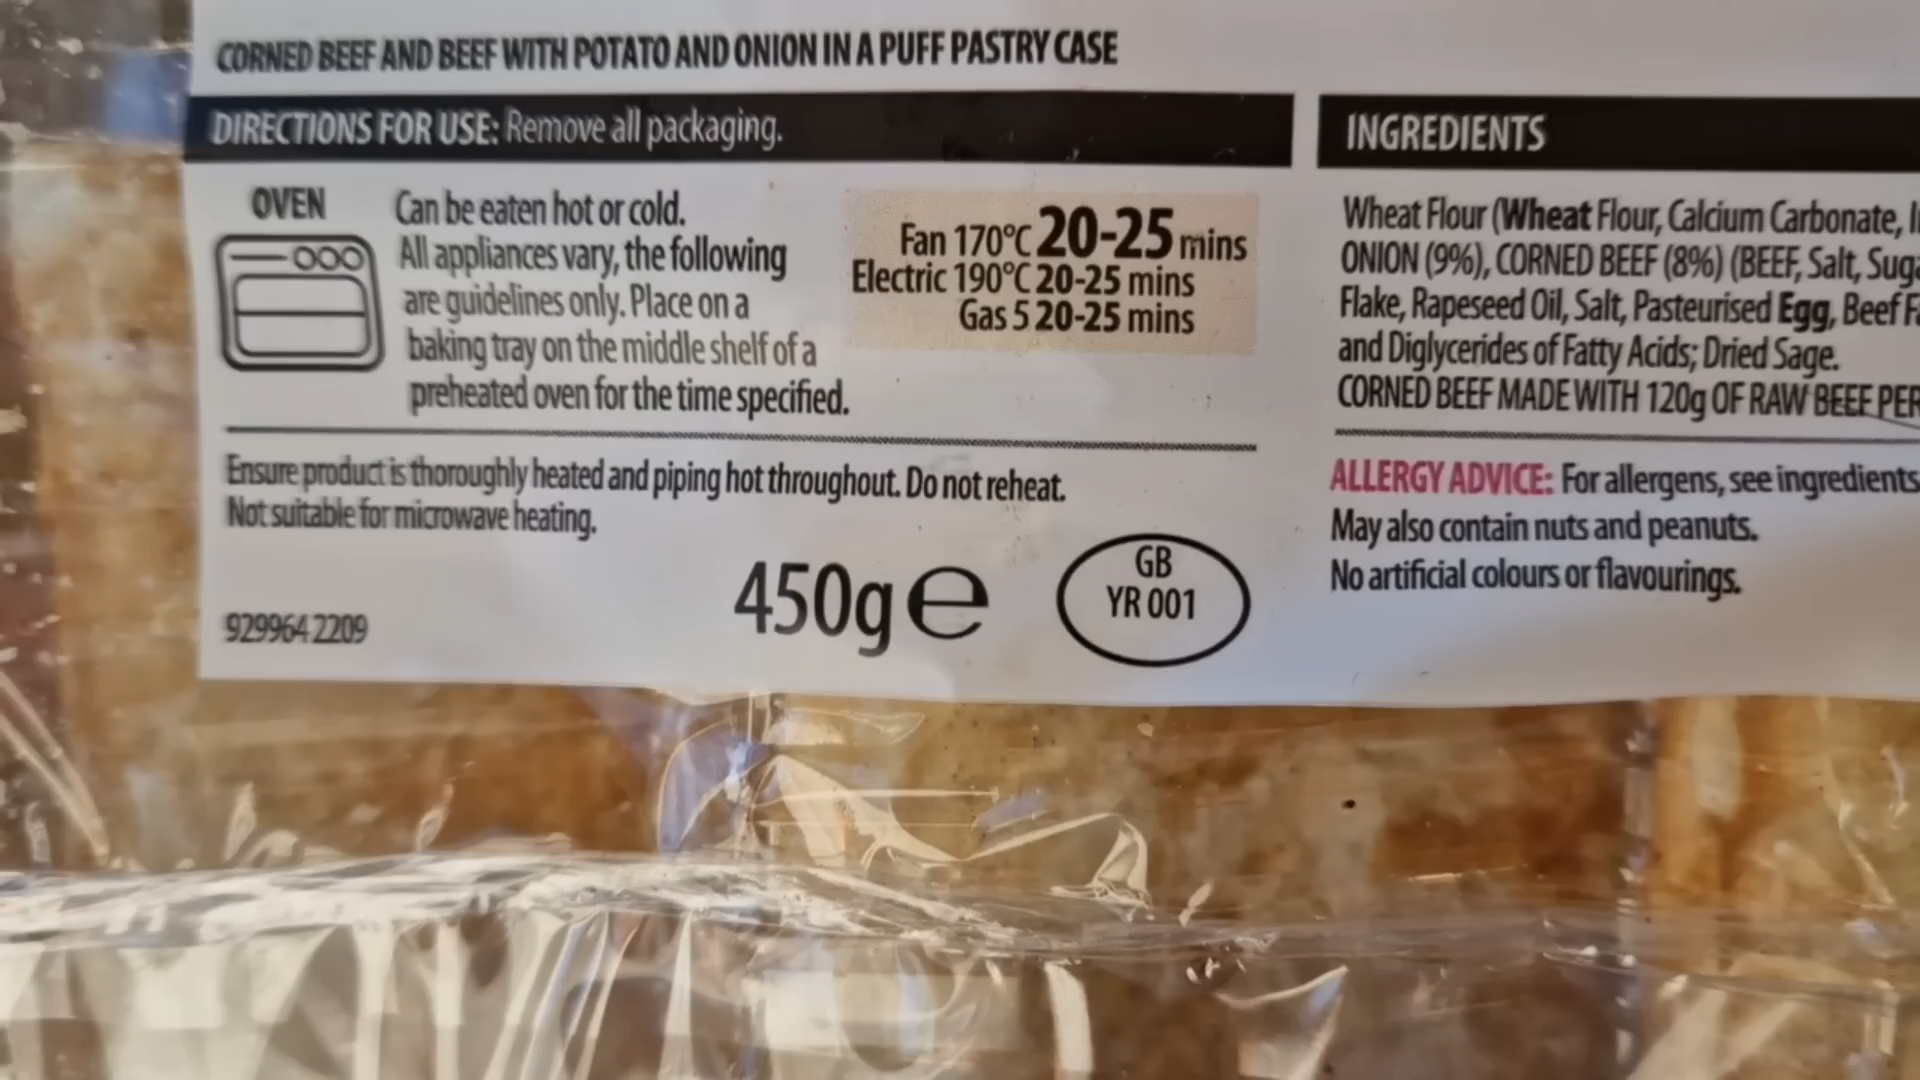 CORNED BEEF AND BEEF WITH POTATO AND ONION IN A PUFF PASTRY CASE
DIRECTIONS FOR USE: Remove all packaging.
OVEN
Can be eaten hot or cold.
All appliances vary, the following
are guidelines only. Place on a
baking tray on the middle shelf of a
preheated oven for the time specified.
Fan 170°C 20-25 mins
Electric 190°C 20-25 mins
Gas 5 20-25 mins
Ensure product is thoroughly heated and piping hot throughout. Do not reheat.
Not suitable for microwave heating.
929964 2209
450g e
GB
YR 001
INGREDIENTS
Wheat Flour (Wheat Flour, Calcium Carbonate,
ONION (9%), CORNED BEEF (8%) (BEEF, Salt,
Flake, Rapeseed Oil, Salt, Pasteurised Egg, Beef
and Diglycerides of Fatty Acids; Dried Sage.
CORNED BEEF MADE WITH 120g OF RAW BEEF PER
ALLERGY ADVICE: For allergens, see ingredients
May also contain nuts and peanuts.
No artificial colours or flavourings.